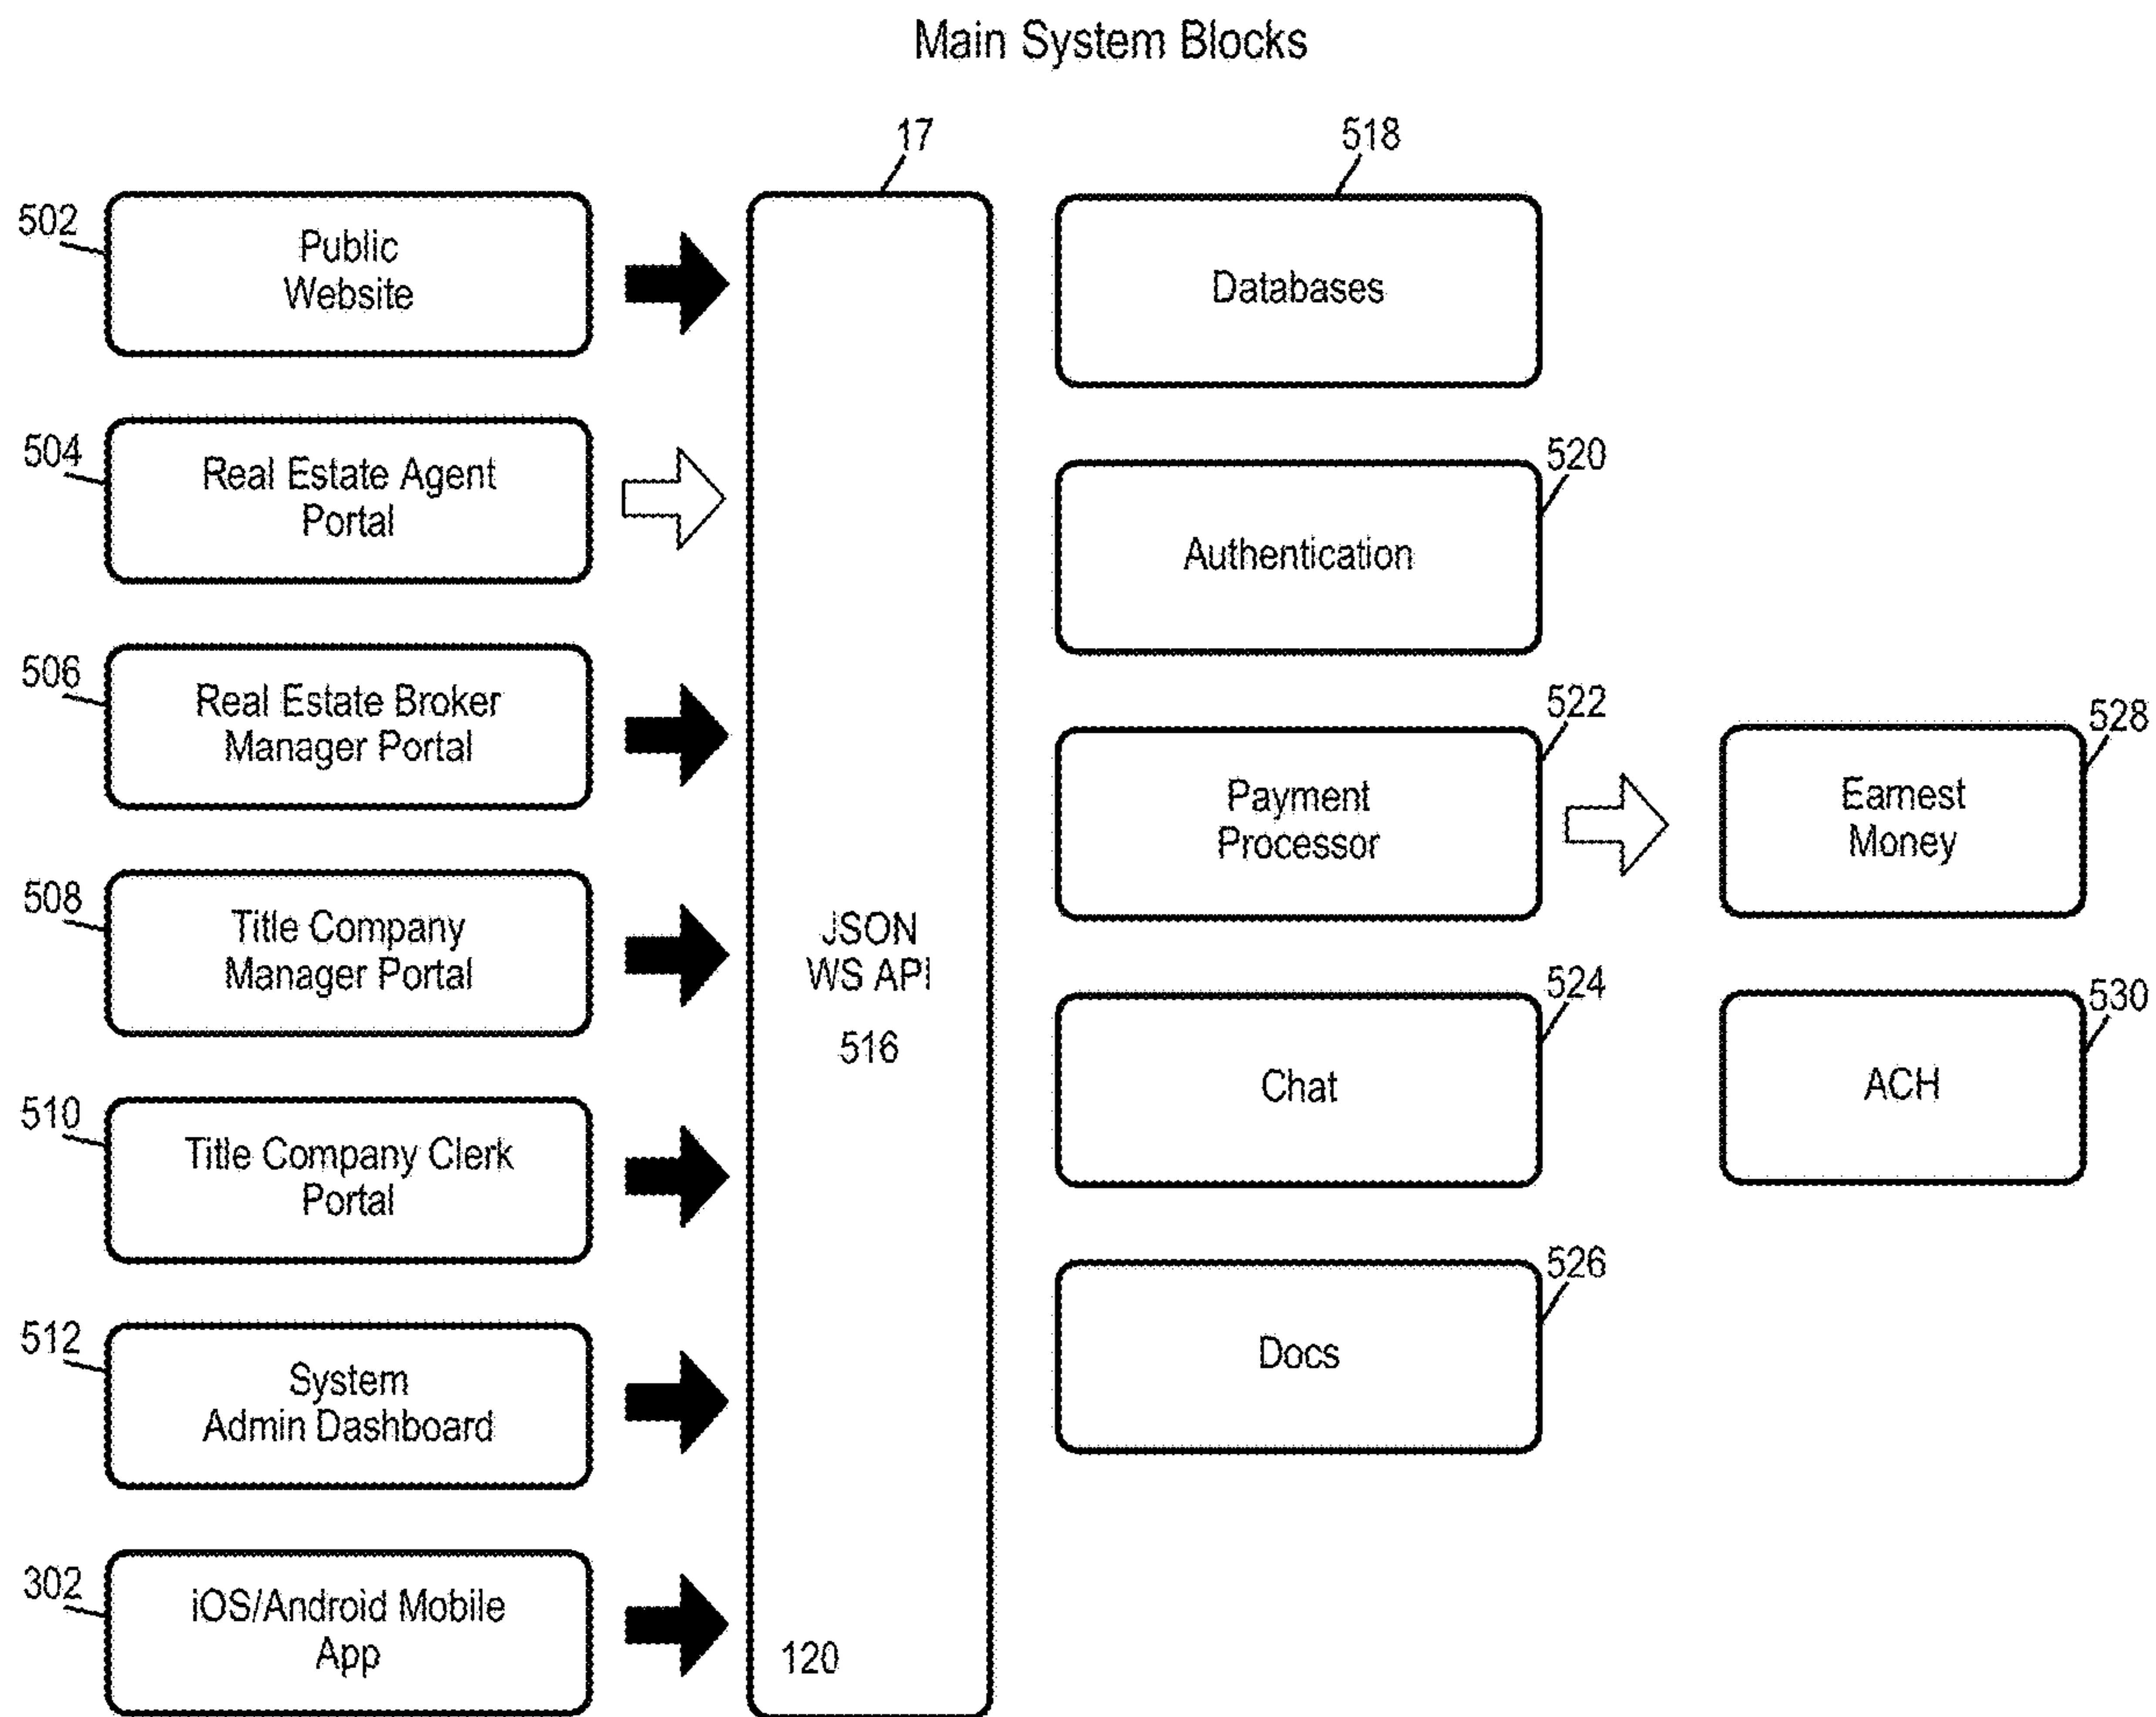 Main System Blocks
17
518
502
Public
Website
Databases
504
Real Estate Agent
Portal
520
Authentication
506
Real Estate Broker
Manager Portal
522
Payment
Processor
528
Earnest
Money
508
Title Company
Manager Portal
JSON
WS API
516
524
Chat
530
ACH
510
Title Company Clerk
Portal
526
Docs
512
System
Admin Dashboard
302
iOS/Android Mobile
App
120